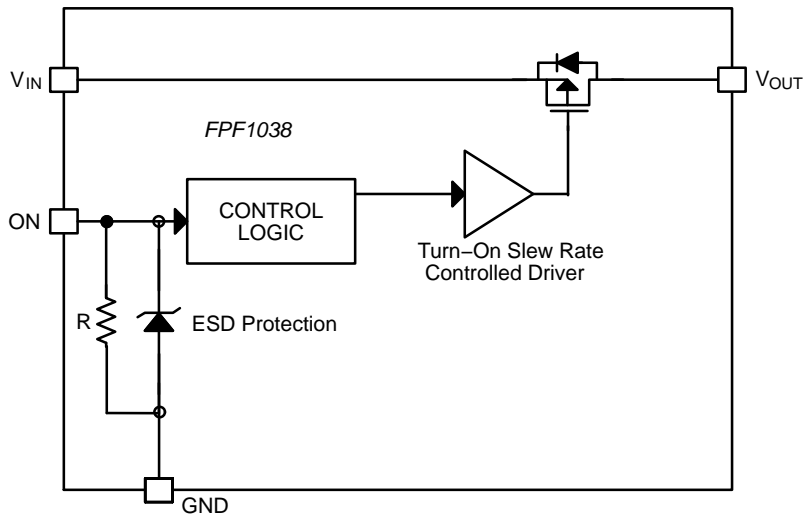 VIN
VOUT
FPF1038
ON
CONTROL
LOGIC
Turn−On Slew Rate
Controlled Driver
R
ESD Protection
GND